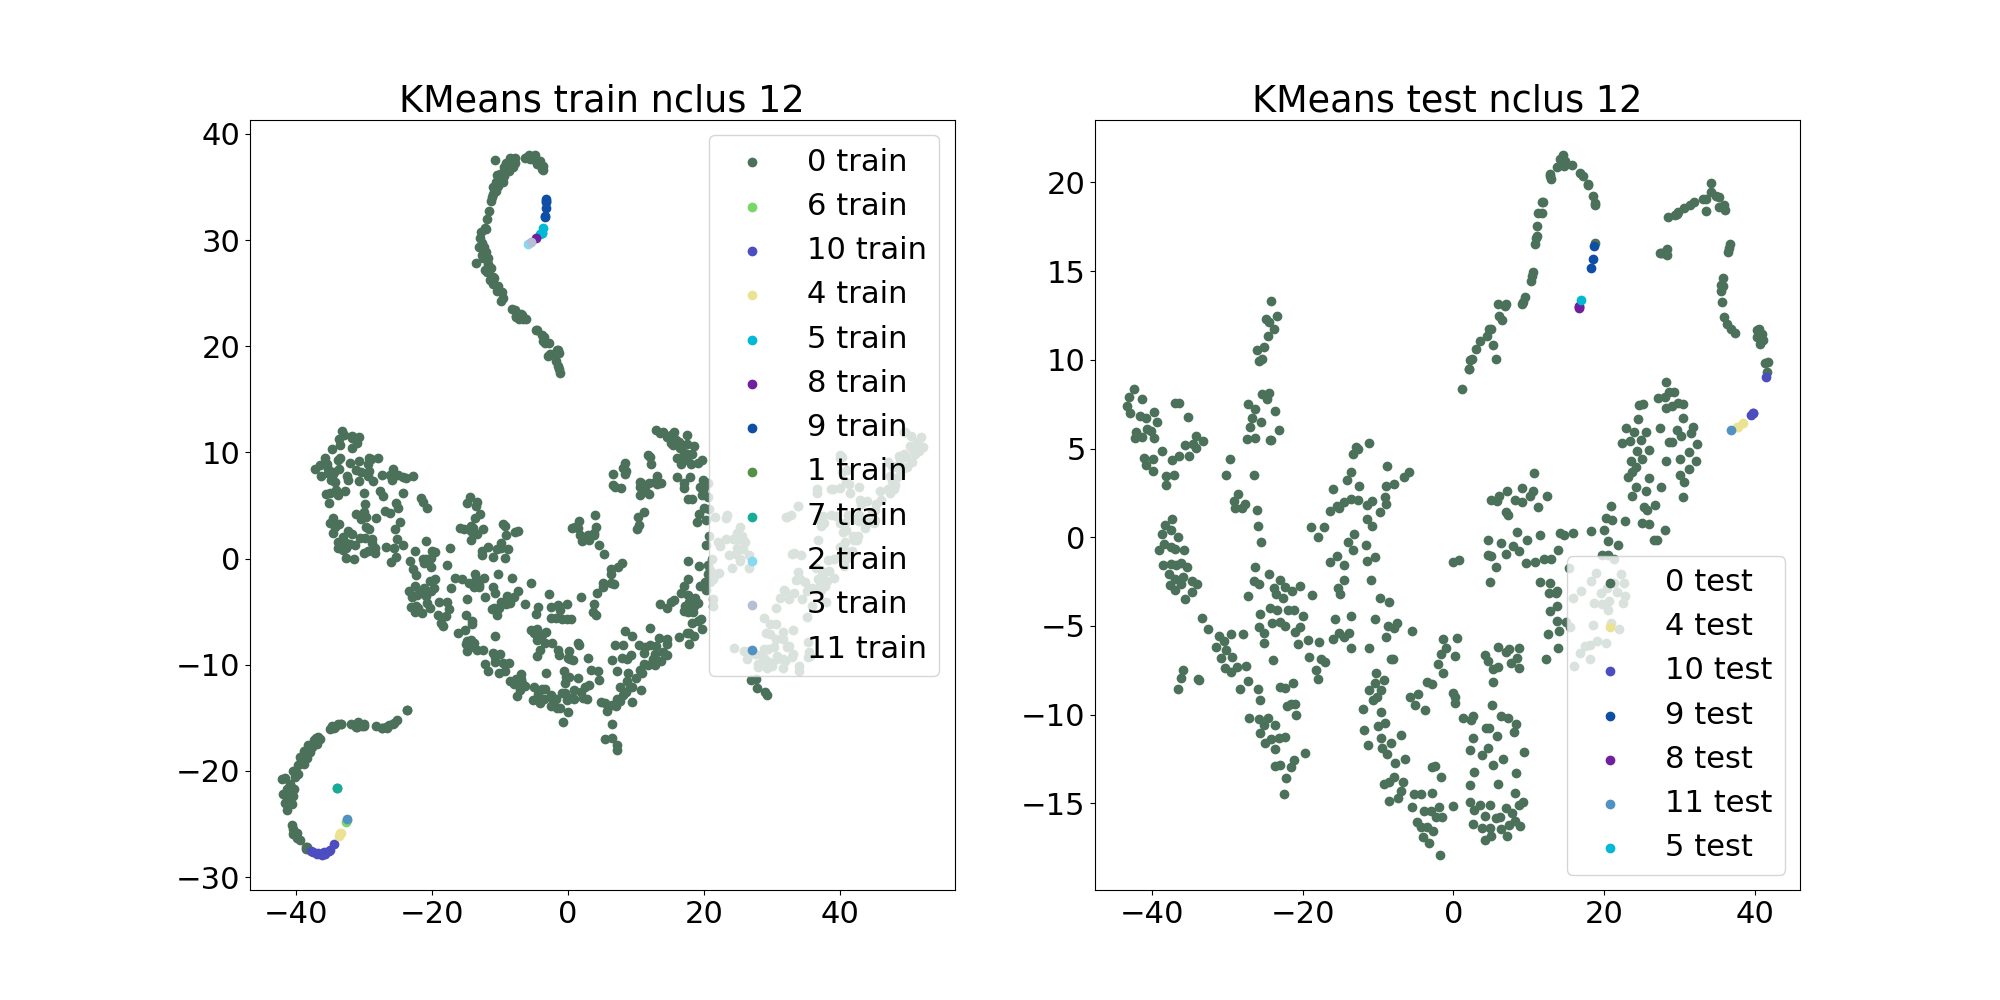 KMeans train nclus 12
40
30
20
10
0
−10
−20
−30
−40
−20
0
20
40
0 train
6 train
10 train
4 train
5 train
8 train
9 train
1 train
7 train
2 train
3 train
11 train
KMeans test nclus 12
20
15
10
5
0
−5
−10
−15
−40
−20
0
20
40
0 test
4 test
10 test
9 test
8 test
11 test
5 test